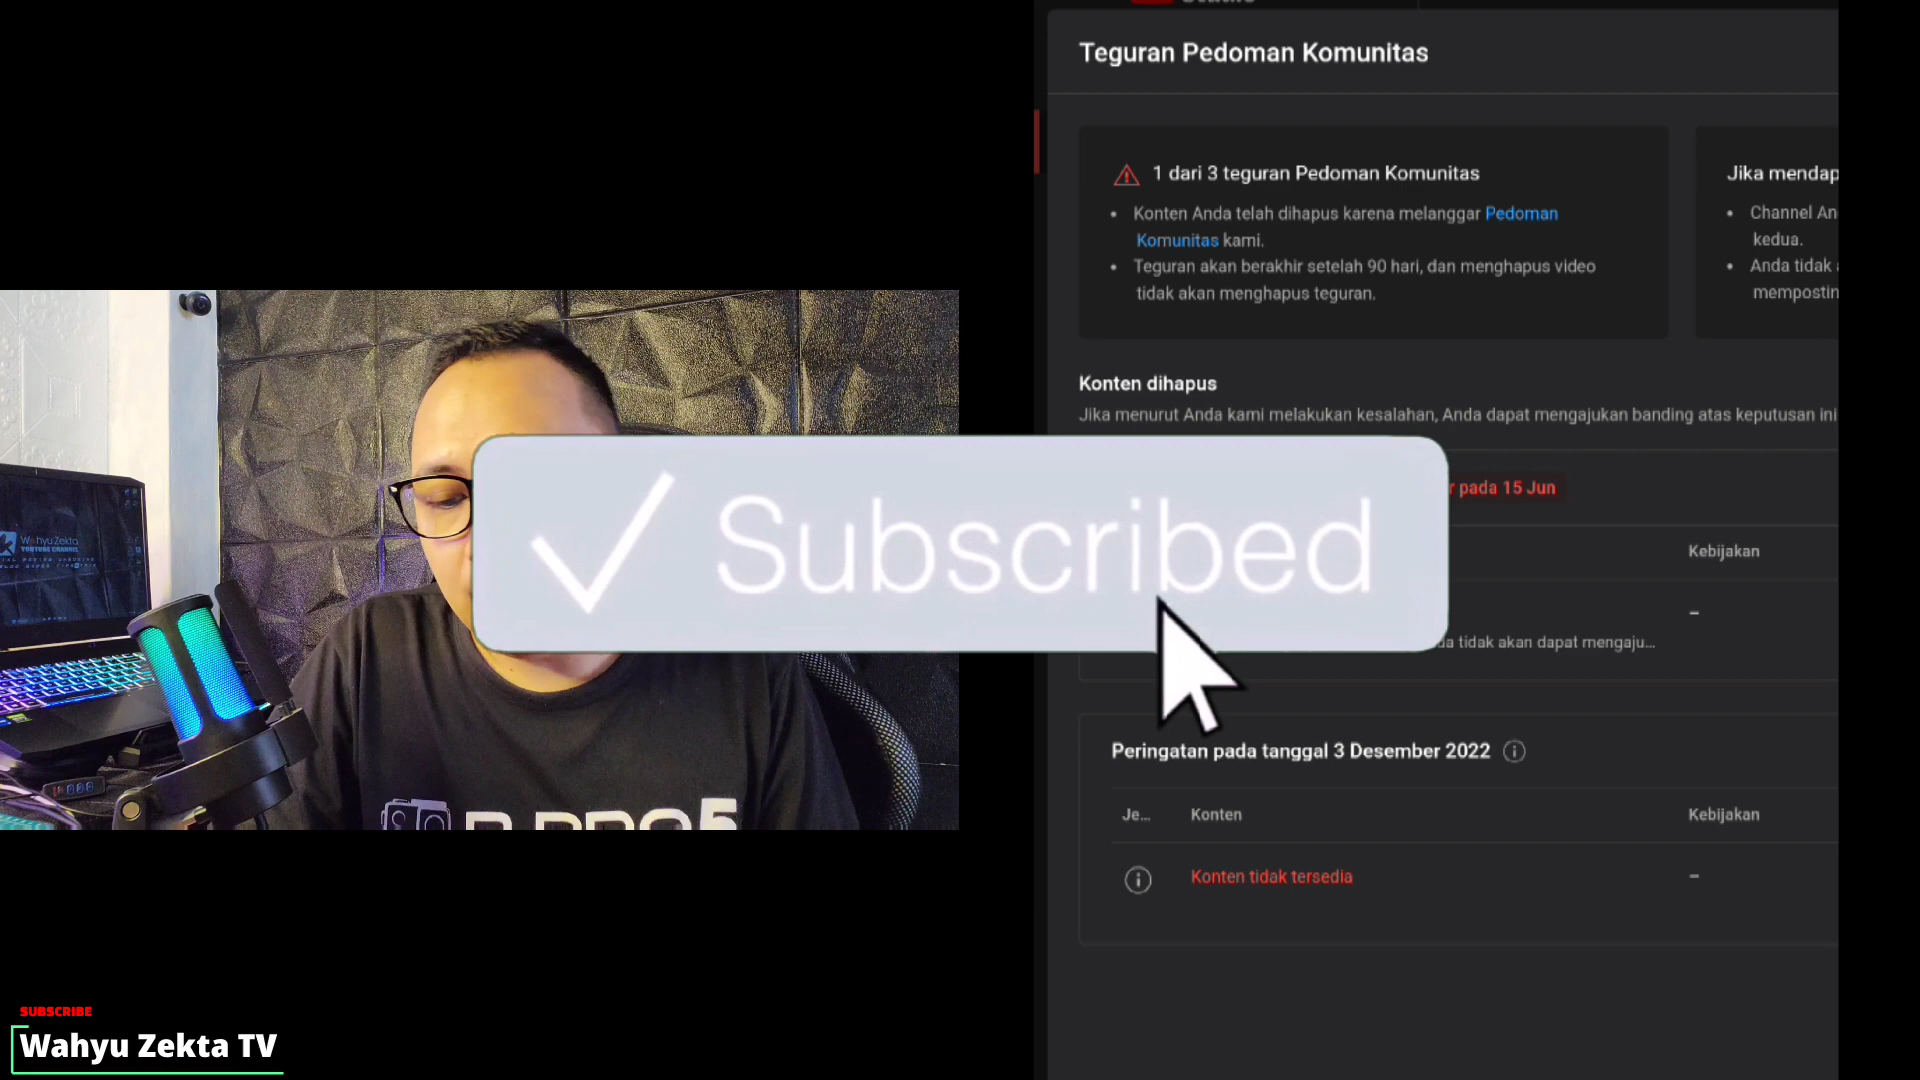 Teguran Pedoman Komunitas
1 dari 3 teguran Pedoman Komunitas
• Konten Anda telah dihapus karena melanggar Pedoman
Komunitas kami.
• Teguran akan berakhir setelah 90 hari, dan menghapus video
tidak akan menghapus teguran.
Jika mendap
• Channel An
kedua.
• Anda tidak
mempostin
Konten dihapus
Jika menurut Anda kami melakukan kesalahan, Anda dapat mengajukan banding atas keputusan ini
pada 15 Jun
Kebijakan
–
tidak akan dapat mengaju...
Subscribed
Peringatan pada tanggal 3 Desember 2022
Je... Konten Kebijakan
Konten tidak tersedia –
Wahyu Zekta
YOUTUBE CHANNEL
SUBSCRIBE
Wahyu Zekta TV